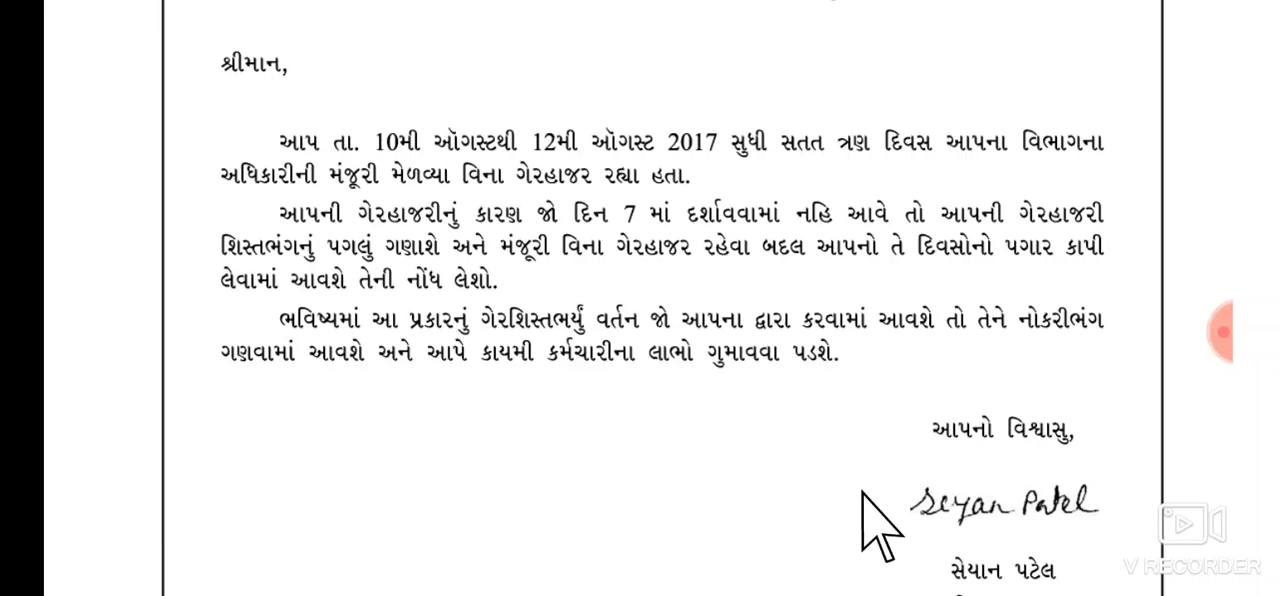 શ્રીમાન,
આપ તા. 10મી ઑગસ્ટથી 12મી ઑગસ્ટ 2017 સુધી સતત ત્રણ દિવસ આપના વિભાગના
અધિકારીની મંજૂરી મેળવ્યા વિના ગેરહાજર રહ્યા હતા.
આપની ગેરહાજરીનું કારણ જો દિન 7 માં દર્શાવવામાં નહિ આવે તો આપની ગેરહાજરી
શિસ્તભંગનું પગલું ગણાશે અને મંજૂરી વિના ગેરહાજર રહેવા બદલ આપનો તે દિવસોનો પગાર કાપી
લેવામાં આવશે તેની નોંધ લેશો.
ભવિષ્યમાં આ પ્રકારનું ગેરશિસ્તભર્યું વર્તન જો આપના દ્વારા કરવામાં આવશે તો તેને નોકરીભંગ
ગણવામાં આવશે અને આપે કાયમી કર્મચારીના લાભો ગુમાવવા પડશે.
આપનો વિશ્વાસુ,
Seyan Patel
સેયાન પટેલ
V RECORDER